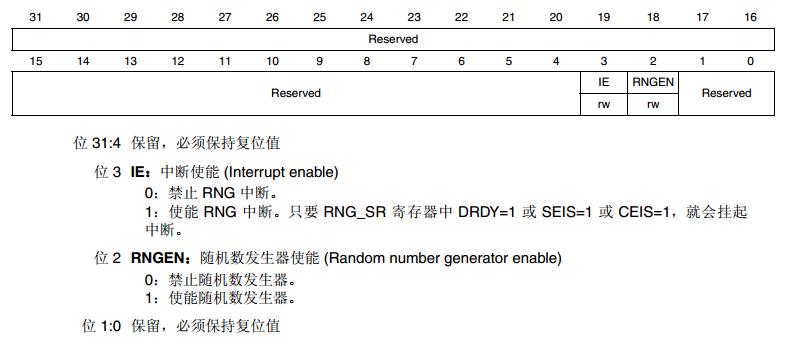 31 30 29 28 27 26 25 24 23 22 21 20 19 18 17 16
Reserved
15 14 13 12 11 10 9 8 7 6 5 4 3 2 1 0
Reserved IE RNGEN Reserved
rw rw
位 31:4 保留，必须保持复位值
位 3 IE：中断使能 (Interrupt enable)
0：禁止 RNG 中断。
1：使能 RNG 中断。只要 RNG_SR 寄存器中 DRDY=1 或 SEIS=1 或 CEIS=1，就会挂起
中断。
位 2 RNGEN：随机数发生器使能 (Random number generator enable)
0：禁止随机数发生器。
1：使能随机数发生器。
位 1:0 保留，必须保持复位值